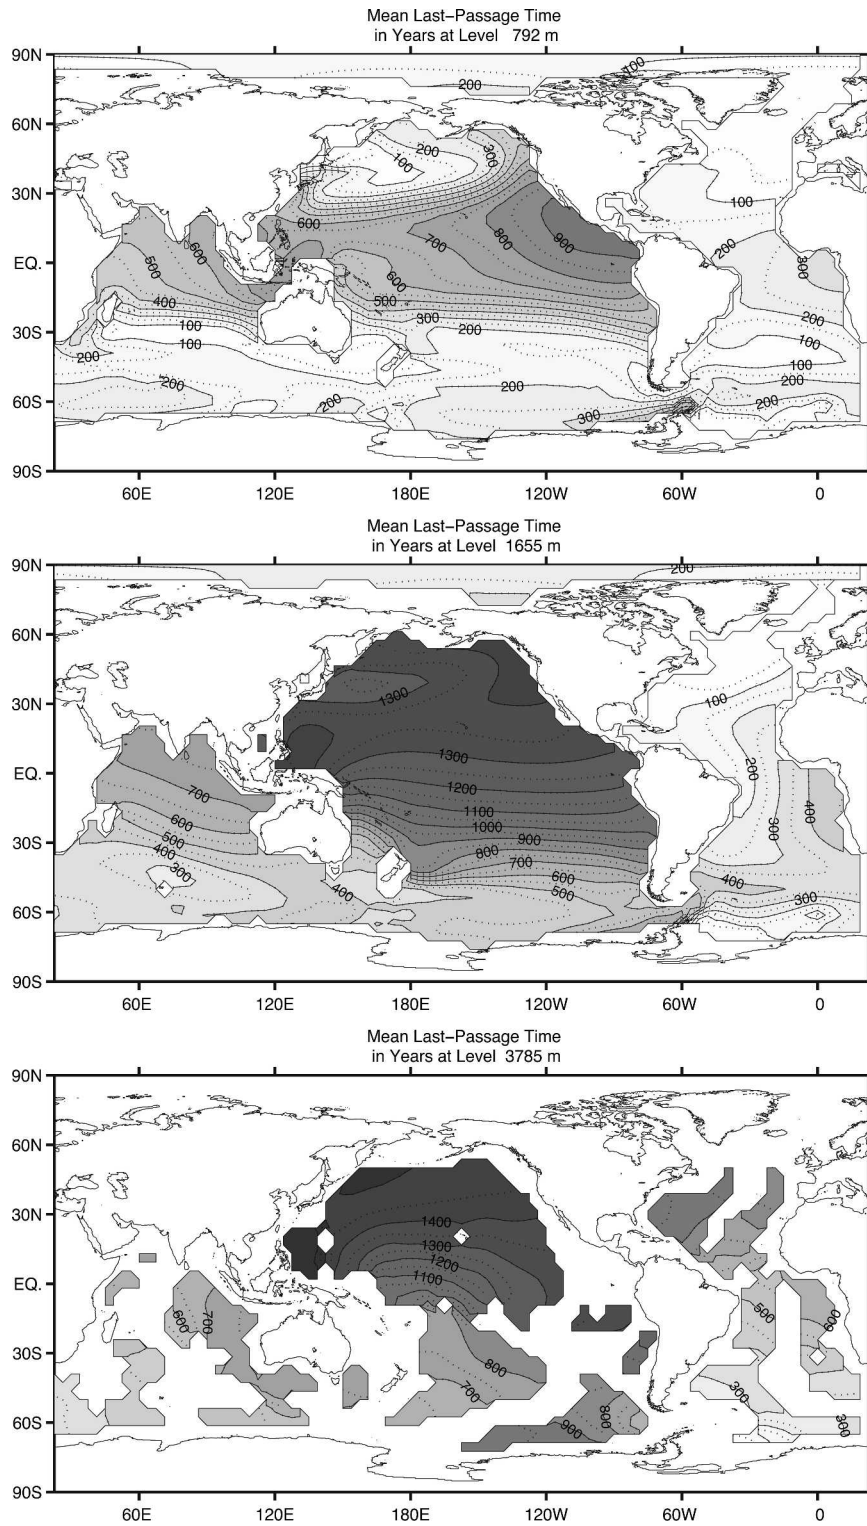 Mean Last-Passage Time
in Years at Level 792 m
90N
60N
30N
EQ.
30S
60S
90S
100
200
200
300
100
600
700
800
900
600
500
400
100
100
200
200
600
500
300
200
200
200
300
100
200
300
200
100
100
200
200
60E 120E 180E 120W 60W 0
Mean Last-Passage Time
in Years at Level 1655 m
90N
60N
30N
EQ.
30S
60S
90S
200
1300
100
1300
1200
1100
1000
900
800
700
600
500
700
600
500
400
300
400
200
300
400
400
300
60E 120E 180E 120W 60W 0
Mean Last-Passage Time
in Years at Level 3785 m
90N
60N
30N
EQ.
30S
60S
90S
1400
1300
1200
1100
600
700
800
700
900
800
500
600
300
300
60E 120E 180E 120W 60W 0